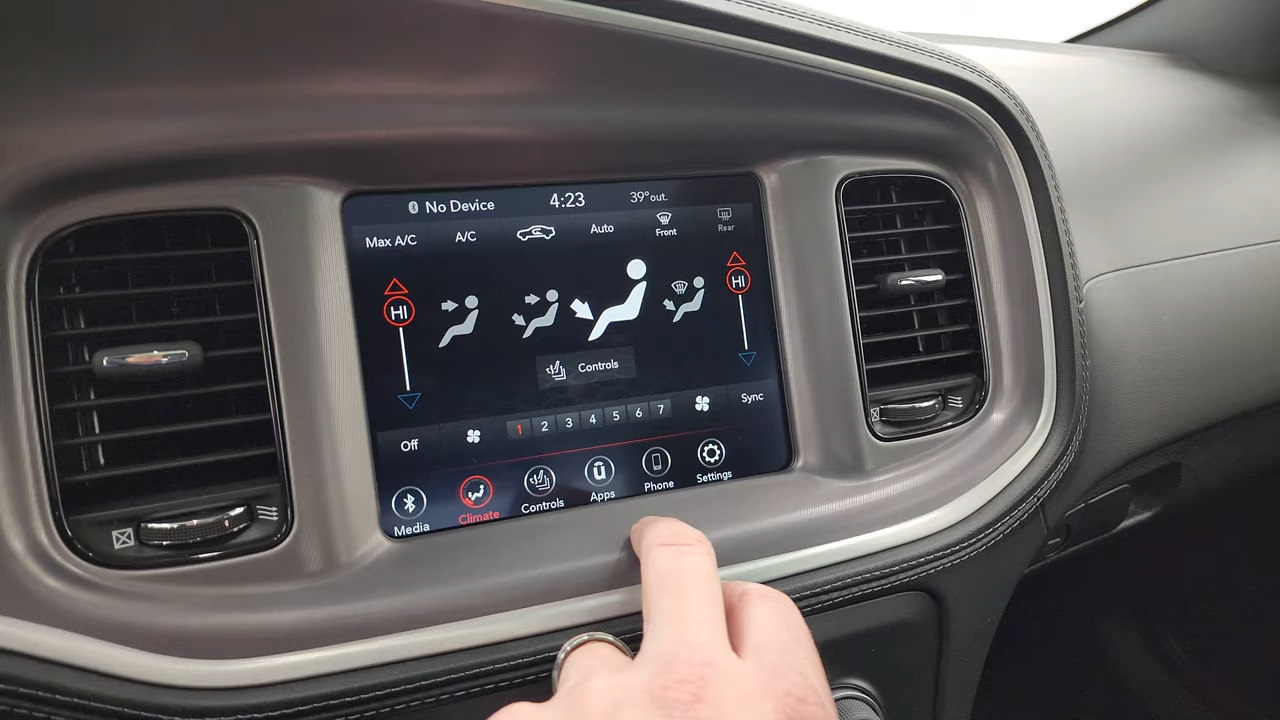 No Device 4:23 39° out.
Max A/C A/C Auto Front Rear
HI HI
Controls
Off 1 2 3 4 5 6 7 Sync
Media Climate Controls Apps Phone Settings